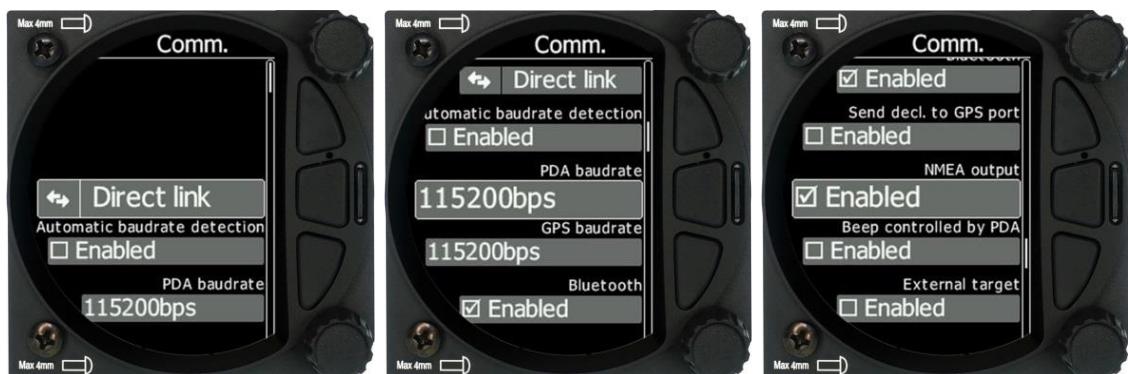 Max 4mm
Comm.
Direct link
Automatic baudrate detection
Enabled
PDA baudrate
115200bps
Max 4mm
Max 4mm
Comm.
Direct link
utomatic baudrate detection
Enabled
PDA baudrate
115200bps
GPS baudrate
115200bps
Bluetooth
Enabled
Max 4mm
Max 4mm
Comm.
Bluetooth
Enabled
Send decl. to GPS port
Enabled
NMEA output
Enabled
Beep controlled by PDA
Enabled
External target
Enabled
Max 4mm